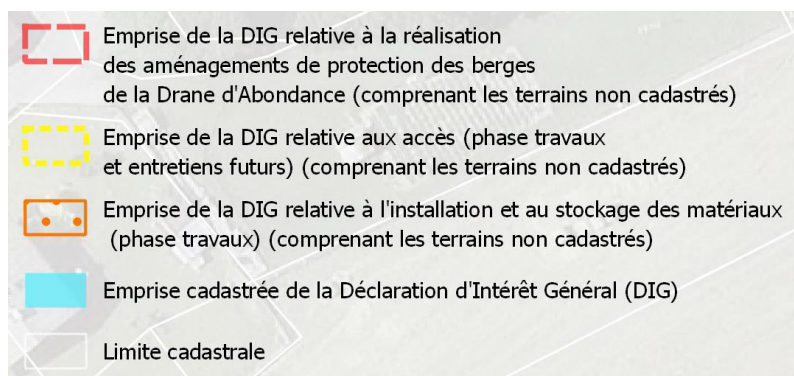 Emprise de la DIG relative à la réalisation
des aménagements de protection des berges
de la Drane d'Abondance (comprenant les terrains non cadastrés)
Emprise de la DIG relative aux accès (phase travaux
et entretiens futurs) (comprenant les terrains non cadastrés)
Emprise de la DIG relative à l'installation et au stockage des matériaux
(phase travaux) (comprenant les terrains non cadastrés)
Emprise cadastrée de la Déclaration d'Intérêt Général (DIG)
Limite cadastrale